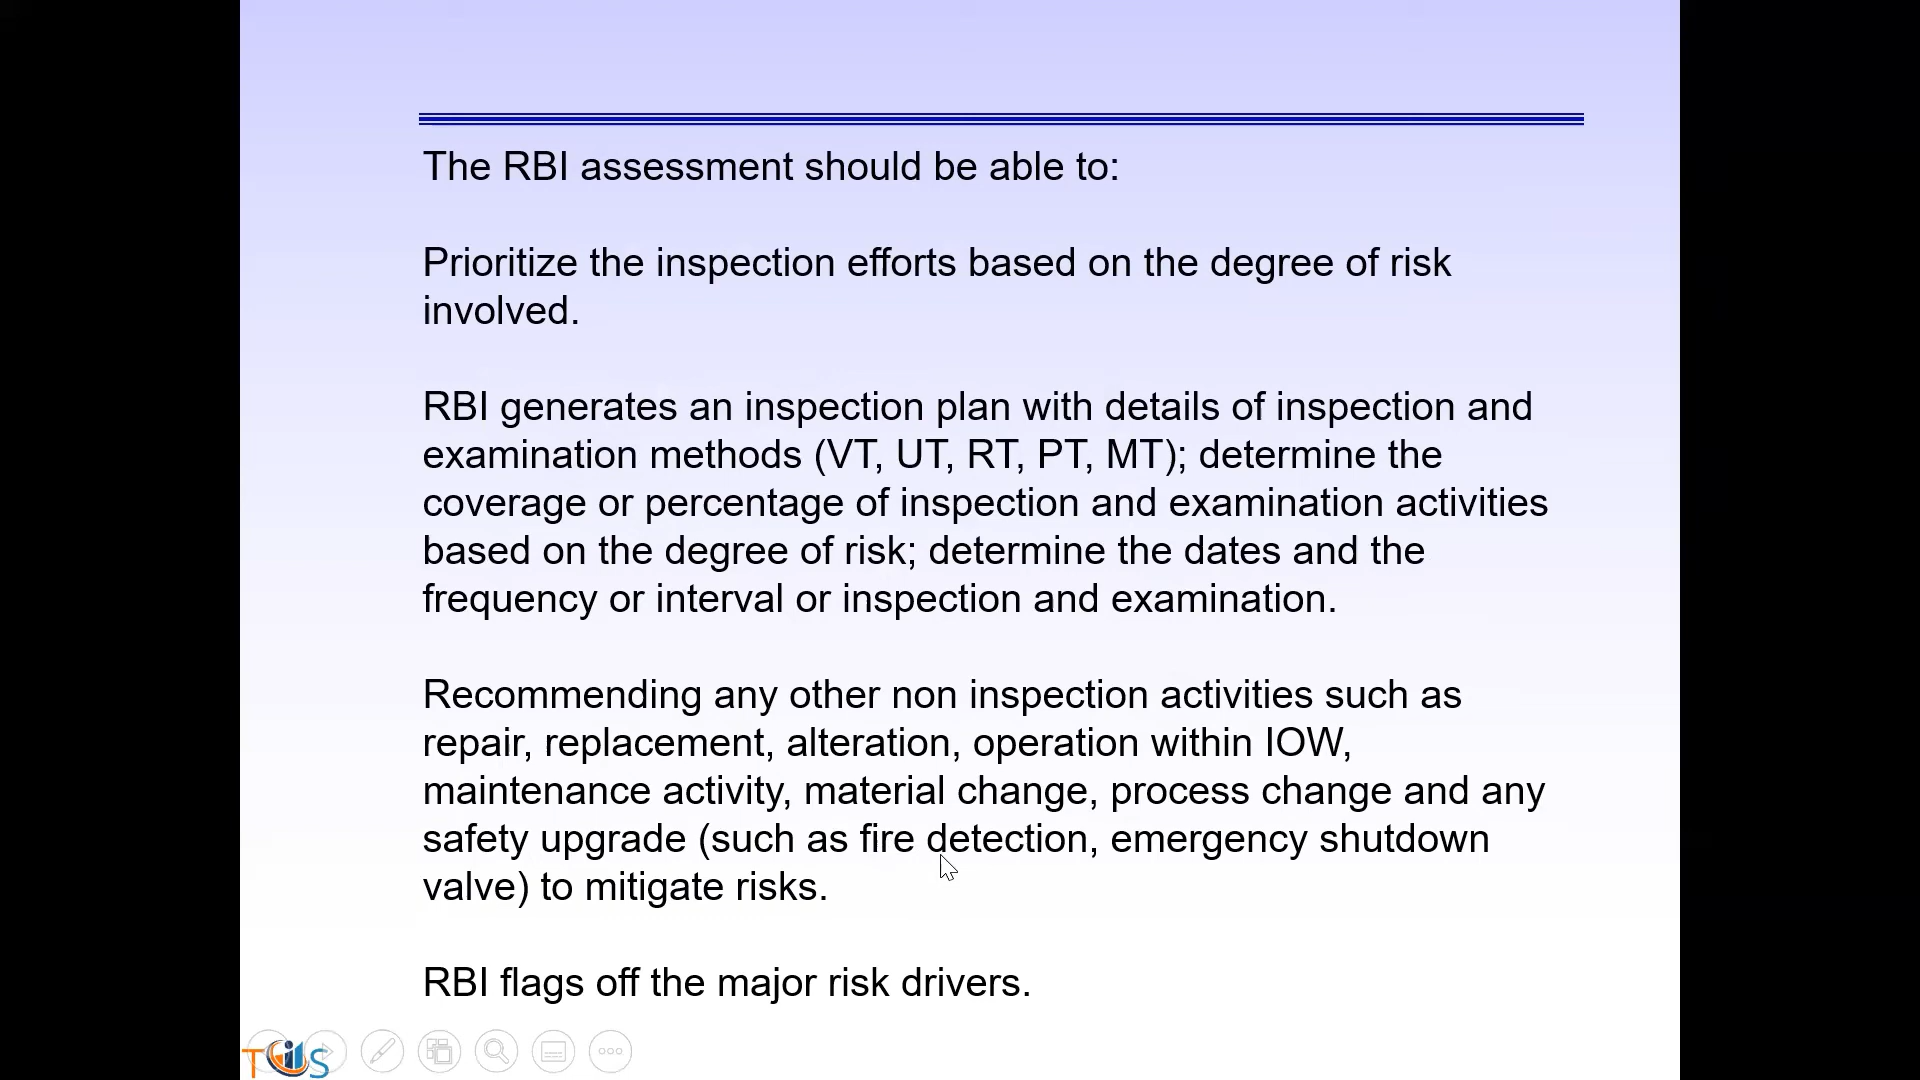 The RBI assessment should be able to:
Prioritize the inspection efforts based on the degree of risk
involved.
RBI generates an inspection plan with details of inspection and
examination methods (VT, UT, RT, PT, MT); determine the
coverage or percentage of inspection and examination activities
based on the degree of risk; determine the dates and the
frequency or interval or inspection and examination.
Recommending any other non inspection activities such as
repair, replacement, alteration, operation within IOW,
maintenance activity, material change, process change and any
safety upgrade (such as fire detection, emergency shutdown
valve) to mitigate risks.
RBI flags off the major risk drivers.